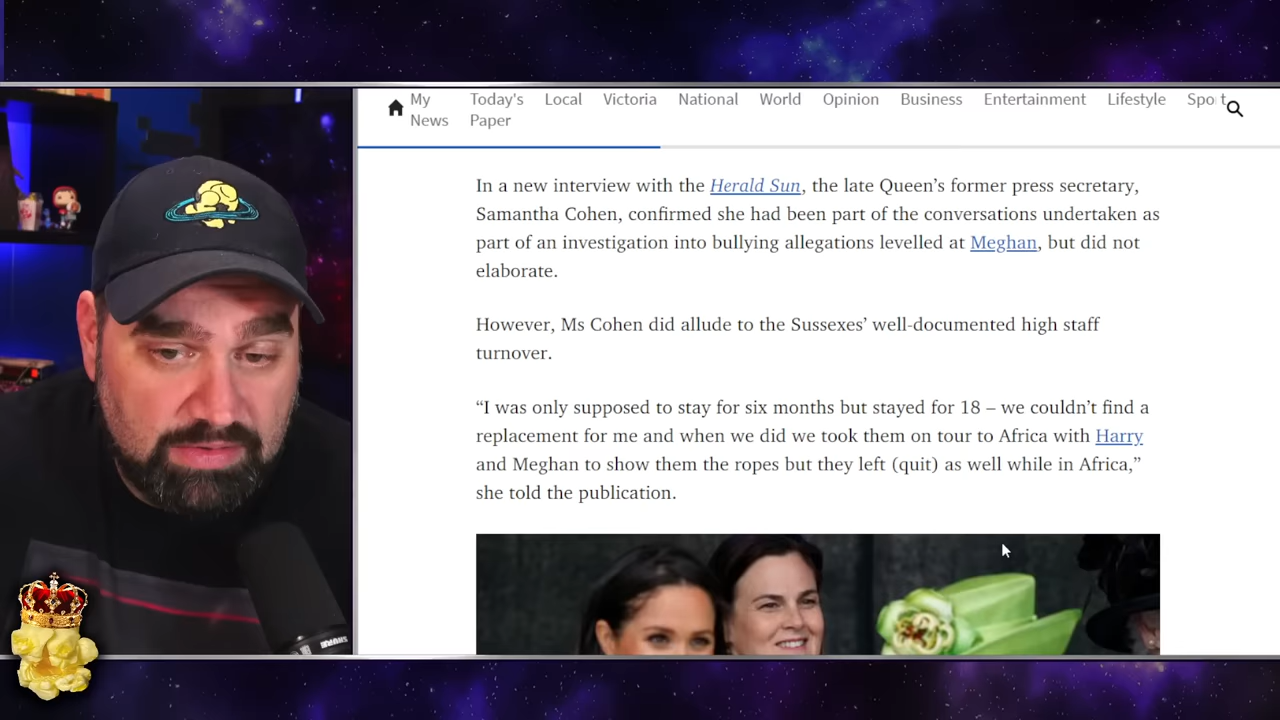 My News
Today's Paper
Local
Victoria
National
World
Opinion
Business
Entertainment
Lifestyle
Sport
In a new interview with the Herald Sun, the late Queen’s former press secretary,
Samantha Cohen, confirmed she had been part of the conversations undertaken as
part of an investigation into bullying allegations levelled at Meghan, but did not
elaborate.
However, Ms Cohen did allude to the Sussexes’ well-documented high staff
turnover.
“I was only supposed to stay for six months but stayed for 18 – we couldn’t find a
replacement for me and when we did we took them on tour to Africa with Harry
and Meghan to show them the ropes but they left (quit) as well while in Africa,”
she told the publication.